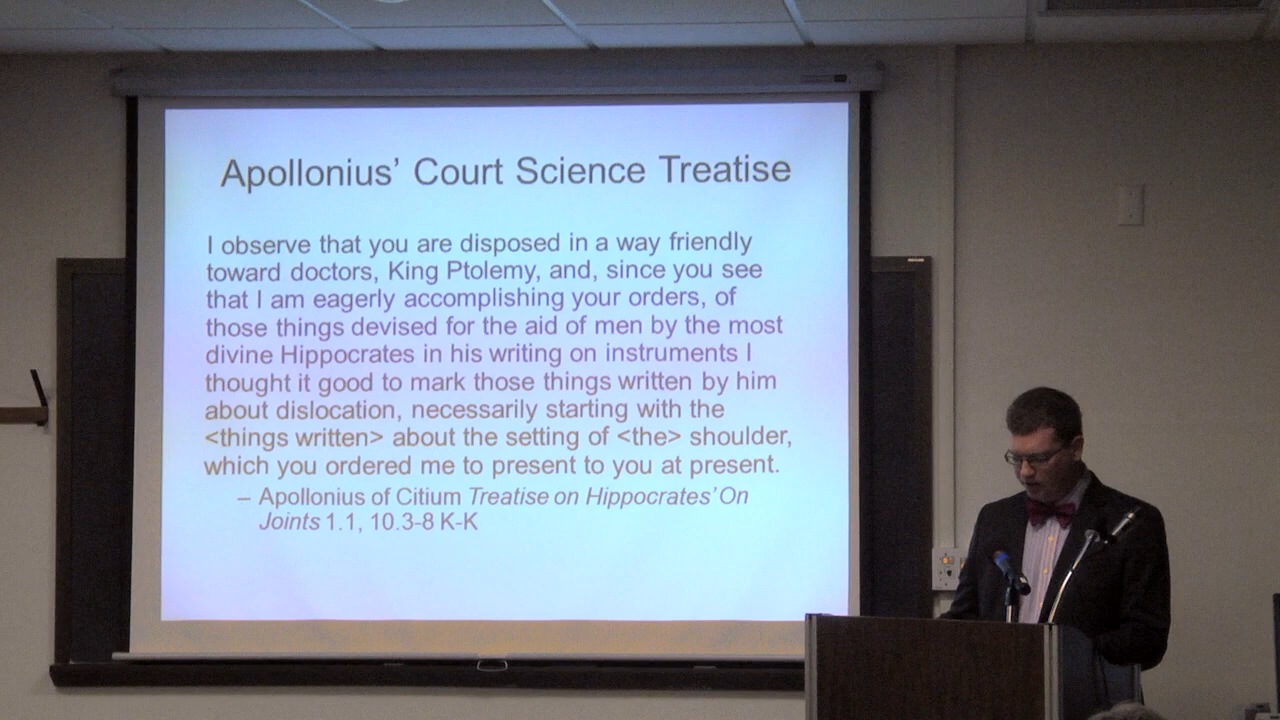 Apollonius' Court Science Treatise
I observe that you are disposed in a way friendly
toward doctors, King Ptolemy, and, since you see
that I am eagerly accomplishing your orders, of
those things devised for the aid of men by the most
divine Hippocrates in his writing on instruments I
thought it good to mark those things written by him
about dislocation, necessarily starting with the
<things written> about the setting of <the> shoulder,
which you ordered me to present to you at present.
– Apollonius of Citium Treatise on Hippocrates' On
Joints 1.1, 10.3-8 K-K